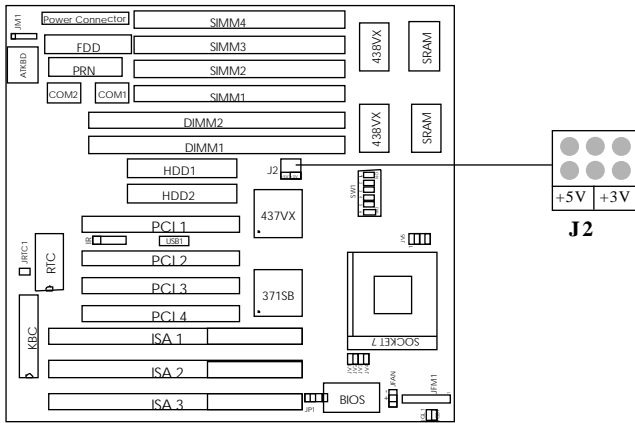 JM1
Power Connector
SIMM4
ATKBD
FDD
SIMM3
438VX
SRAM
PRN
SIMM2
COM2
COM1
SIMM1
DIMM2
438VX
SRAM
DIMM1
HDD1
J2
+5V
+3V
J2
HDD2
SW1
437VX
PCI 1
IR
USB1
JV5
JRTC1
RTC
PCI 2
PCI 3
371SB
PCI 4
KBC
SOCKET 7
ISA 1
ISA 2
JFAN
JFM1
ISA 3
JP1
BIOS